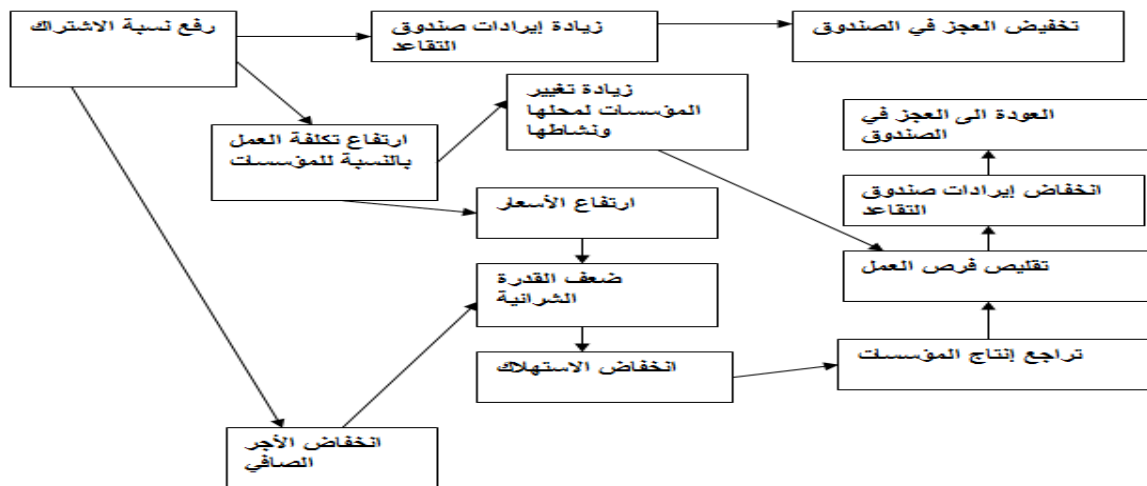 رفع نسبة الاشتراك
زيادة إيرادات صندوق
التقاعد
تخفيض العجز في الصندوق
زيادة تغيير
المؤسسات لمحلها
ونشاطها
العودة الى العجز في
الصندوق
ارتفاع تكلفة العمل
بالنسبة للمؤسسات
انخفاض إيرادات صندوق
التقاعد
ارتفاع الأسعار
تقليص فرص العمل
ضعف القدرة
الشرائية
تراجع إنتاج المؤسسات
انخفاض الاستهلاك
انخفاض الأجر
الصافي